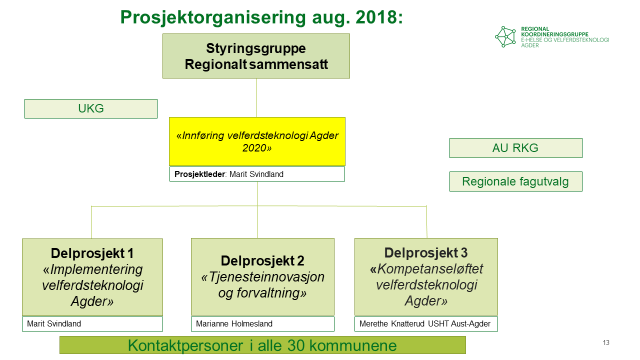 Prosjektorganisering aug. 2018:
REGIONAL
KOORDINERINGSGRUPPE
E-HELSE OG VELFERDSTEKNOLOGI
AGDER
Styringsgruppe
Regionalt sammensatt
UKG
«Innføring velferdsteknologi Agder
2020»
Prosjektleder: Marit Svindland
AU RKG
Regionale fagutvalg
Delprosjekt 1
«Implementering
velferdsteknologi
Agder»
Marit Svindland
Delprosjekt 2
«Tjenesteinnovasjon
og forvaltning»
Marianne Holmesland
Delprosjekt 3
«Kompetanseløftet
velferdsteknologi
Agder»
Merethe Knatterud USHT Aust-Agder
Kontaktpersoner i alle 30 kommunene
13